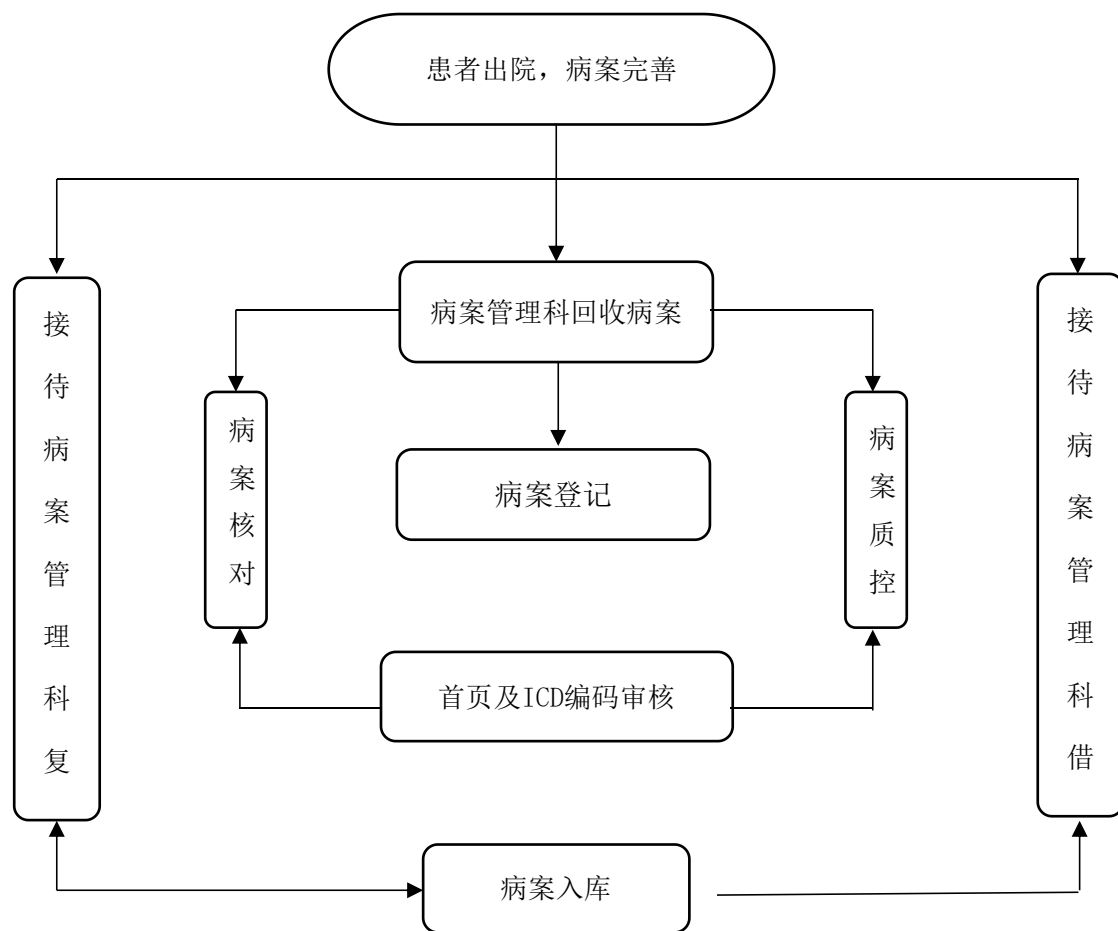 患者出院，病案完善
病案管理科回收病案
接待病案管理科复
病案核对
病案登记
病案质控
接待病案管理科借
首页及ICD编码审核
病案入库